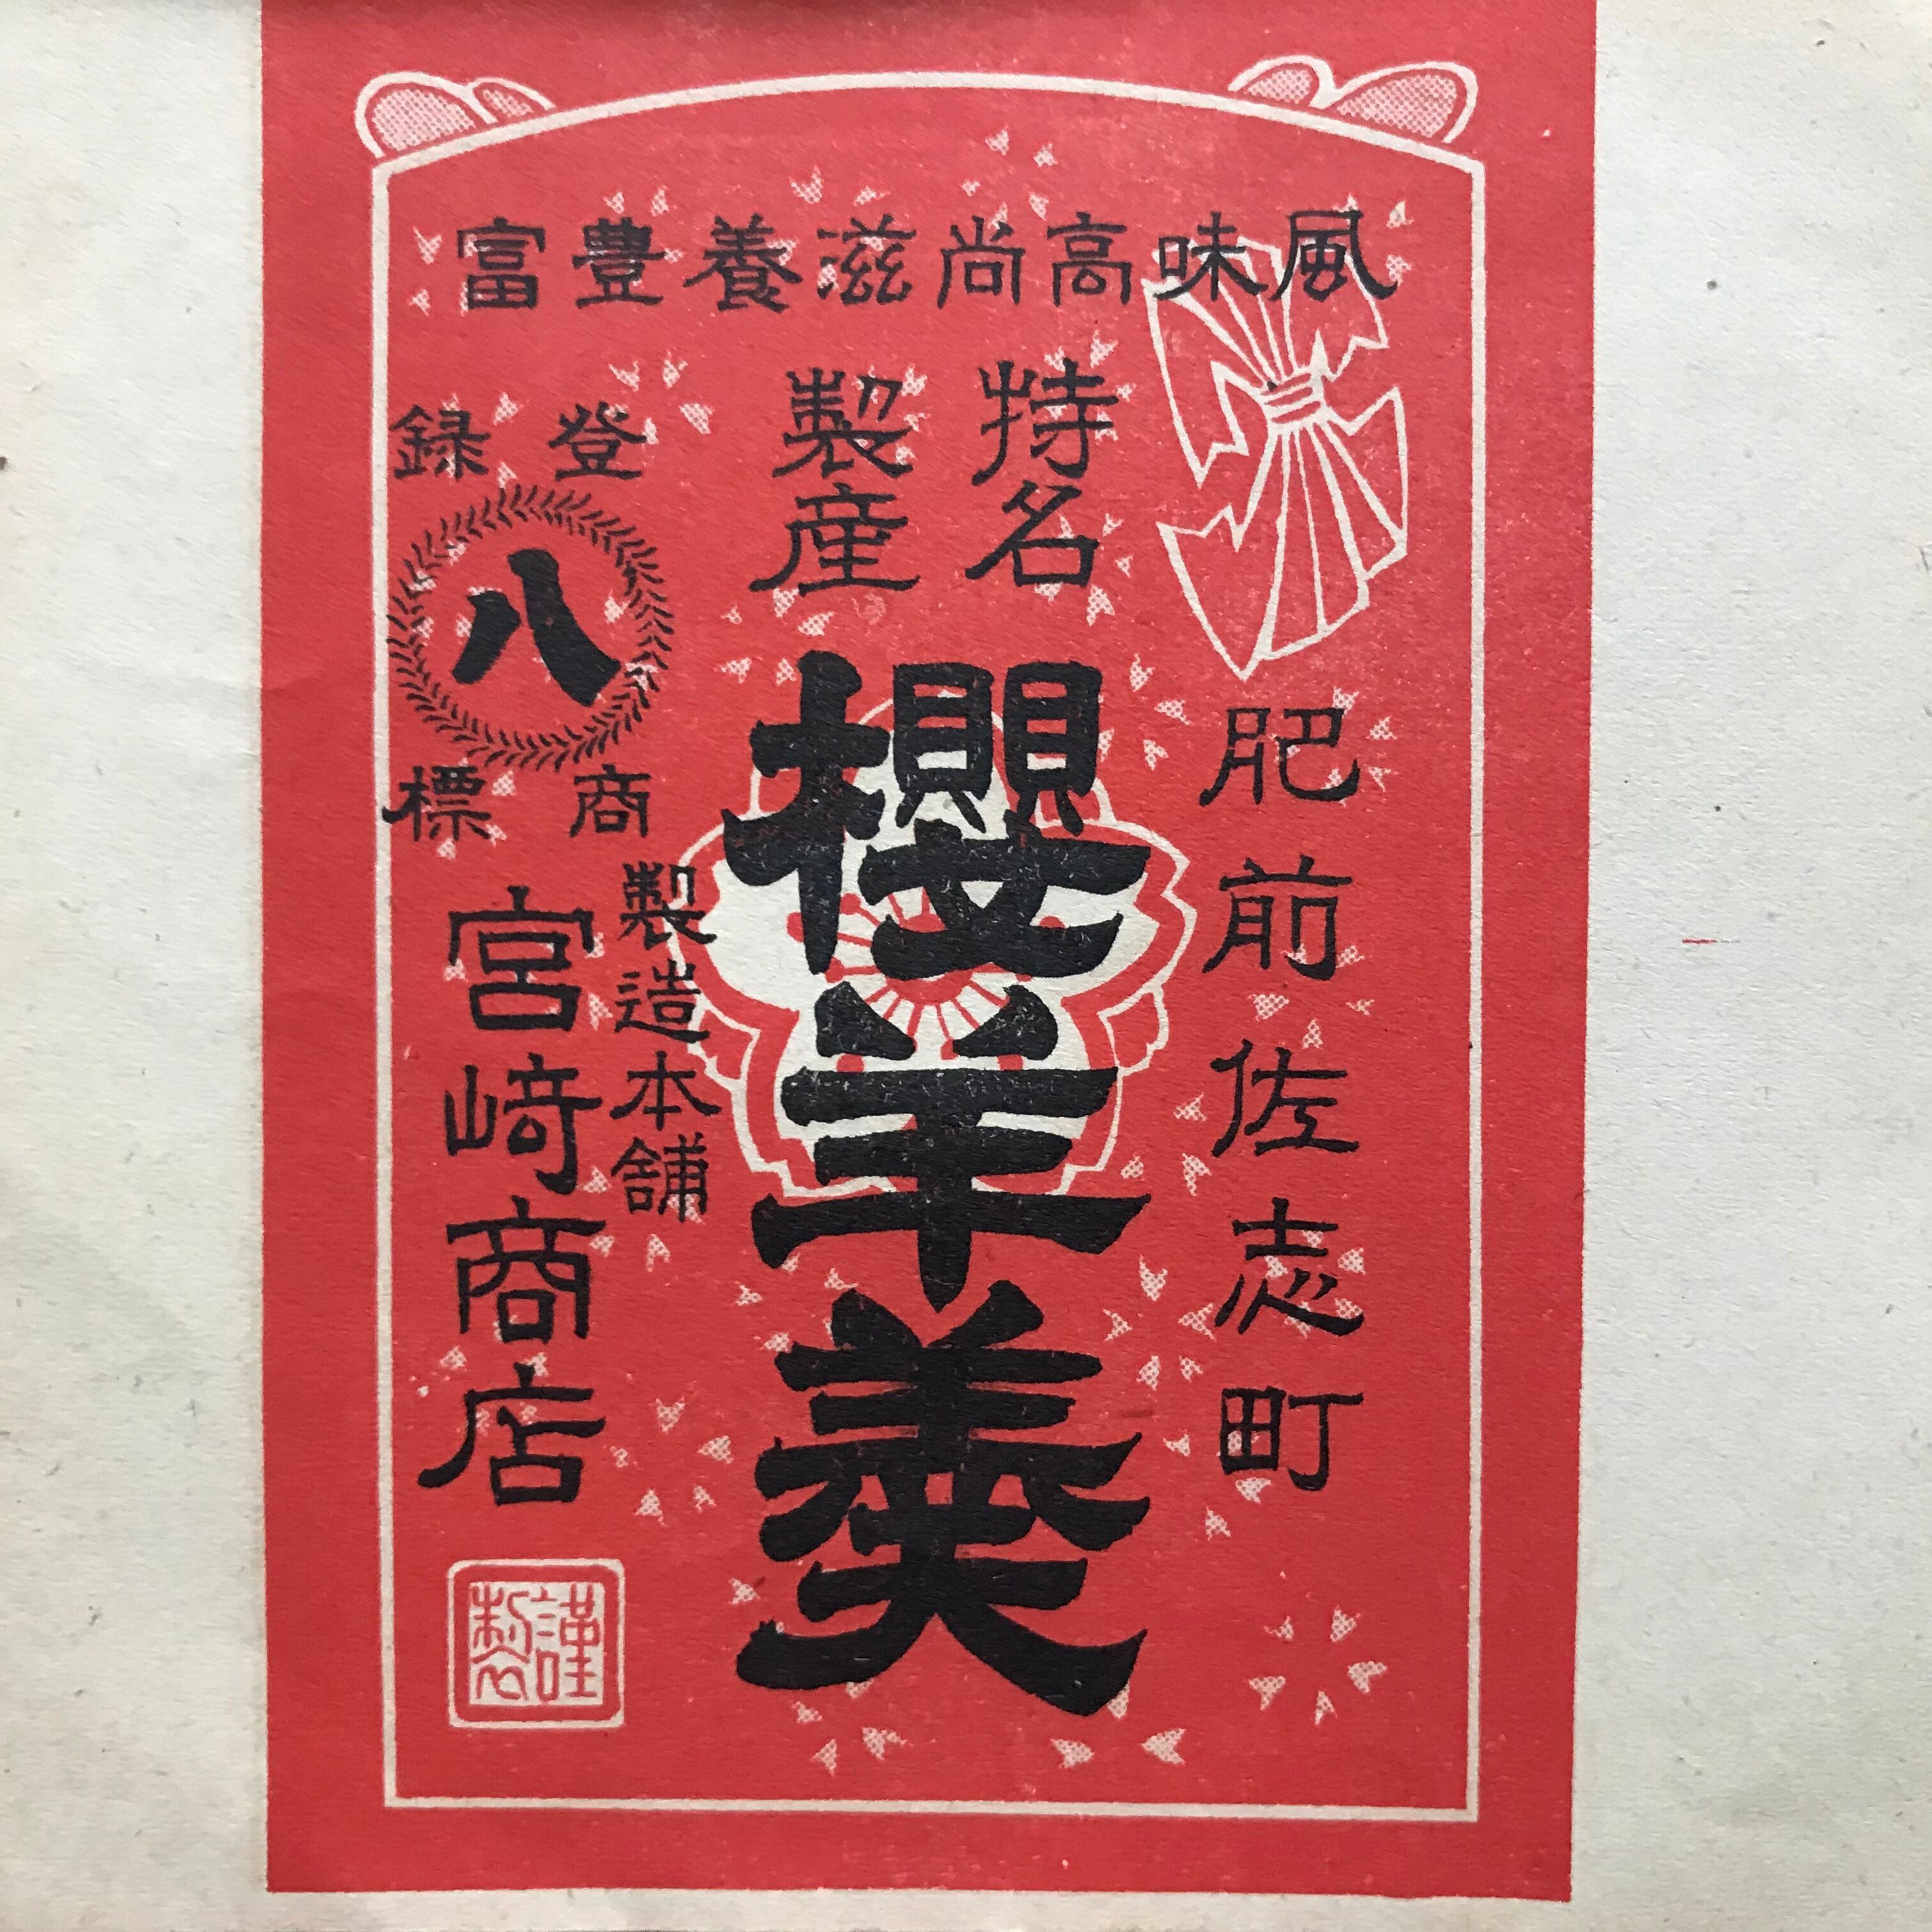 風味高尚滋養豊富
特製
名産
肥前佐志町
櫻羊羹
登録
八
商標
製造本舗
宮﨑商店
謹製